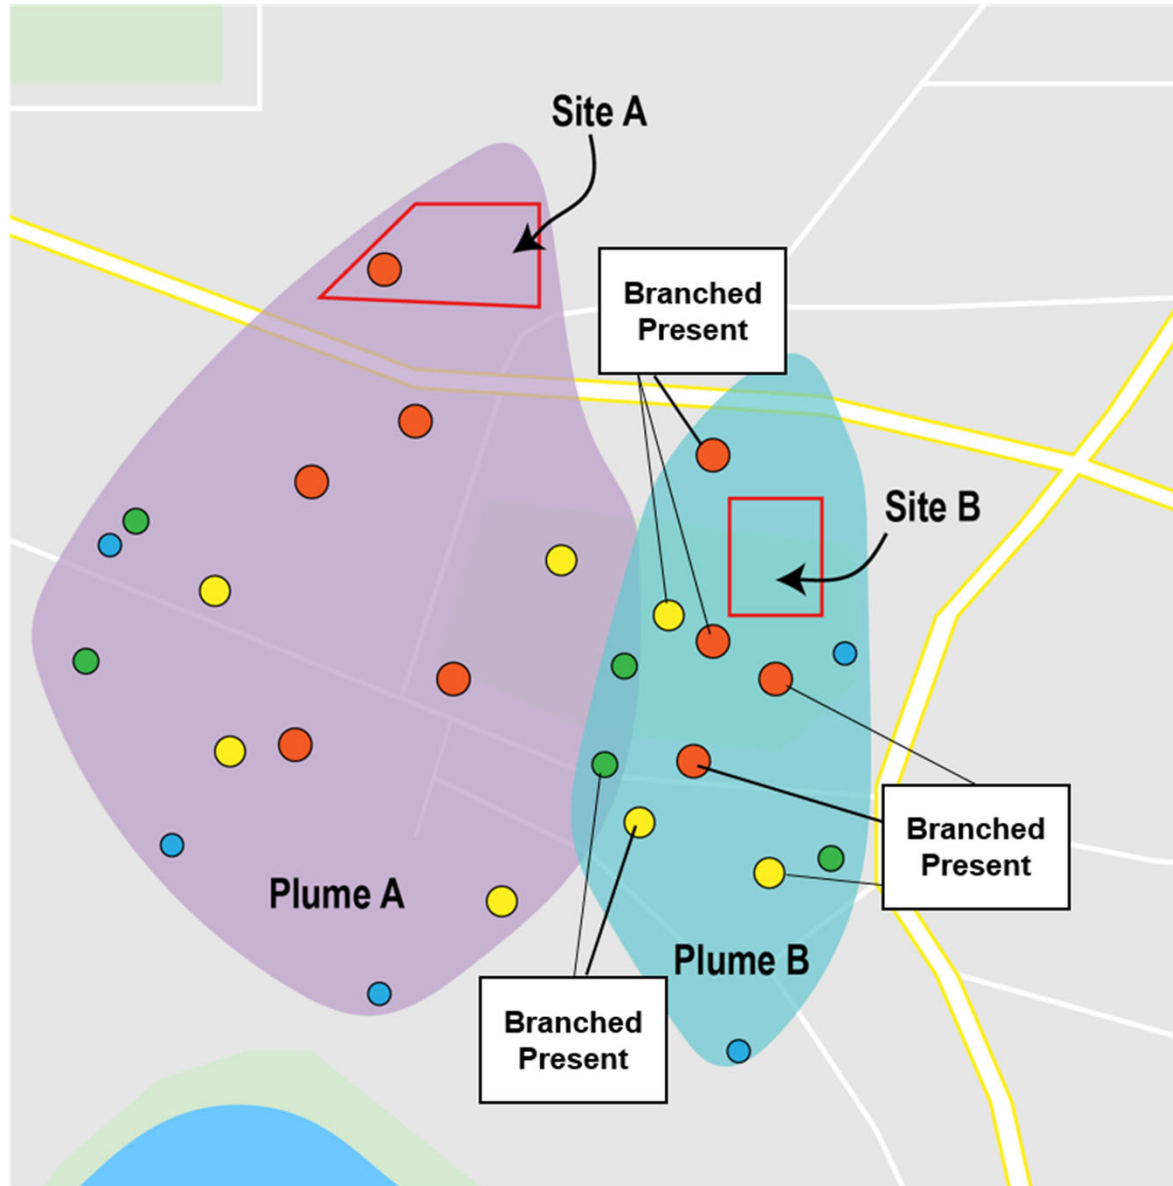 Site A
Branched
Present
Site B
Branched
Present
Plume A
Plume B
Branched
Present